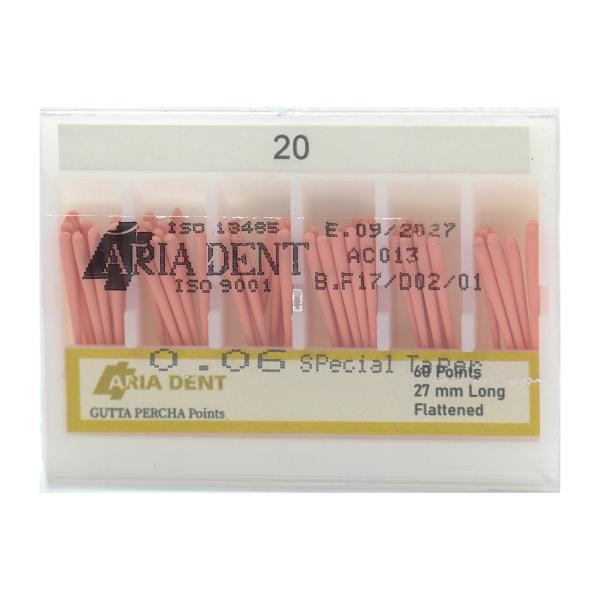 20
ISO 13485
E.09/2027
ARIA DENT
AC013
ISO 9001
B.F17/D02/01
0.06 SPecial TaPer
ARIA DENT
GUTTA PERCHA Points
60 Points
27 mm Long
Flattened